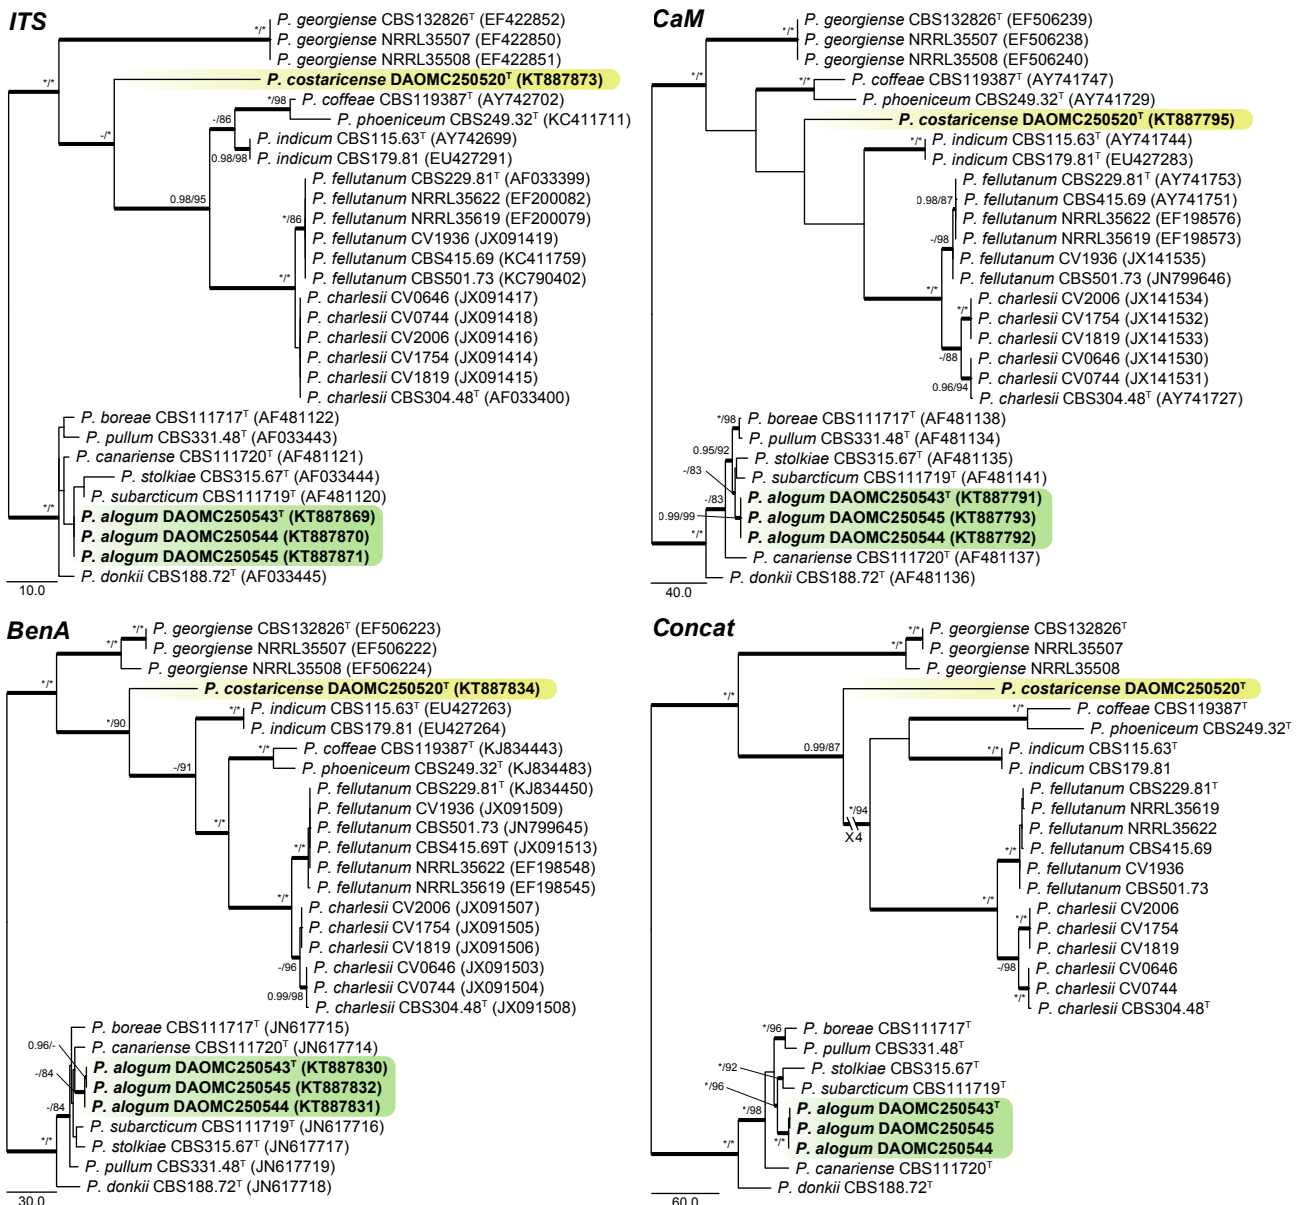 ITS
P. georgiense CBS132826ᵀ (EF422852)
P. georgiense NRRL35507 (EF422850)
P. georgiense NRRL35508 (EF422851)
P. costaricense DAOMC250520ᵀ (KT887873)
P. coffeae CBS119387ᵀ (AY742702)
P. phoeniceum CBS249.32ᵀ (KC411711)
P. indicum CBS115.63ᵀ (AY742699)
P. indicum CBS179.81 (EU427291)
P. fellutanum CBS229.81ᵀ (AF033399)
P. fellutanum NRRL35622 (EF200082)
P. fellutanum NRRL35619 (EF200079)
P. fellutanum CV1936 (JX091419)
P. fellutanum CBS415.69 (KC411759)
P. fellutanum CBS501.73 (KC790402)
P. charlesii CV0646 (JX091417)
P. charlesii CV0744 (JX091418)
P. charlesii CV2006 (JX091416)
P. charlesii CV1754 (JX091414)
P. charlesii CV1819 (JX091415)
P. charlesii CBS304.48ᵀ (AF033400)
P. boreae CBS111717ᵀ (AF481122)
P. pullum CBS331.48ᵀ (AF033443)
P. canariense CBS111720ᵀ (AF481121)
P. stolkiae CBS315.67ᵀ (AF033444)
P. subarcticum CBS111719ᵀ (AF481120)
P. alogum DAOMC250543ᵀ (KT887869)
P. alogum DAOMC250544 (KT887870)
P. alogum DAOMC250545 (KT887871)
P. donkii CBS188.72ᵀ (AF033445)
*/*
*/*
-/*
*/98
-/86
0.98/98
0.98/95
*/86
*/*
*/*
10.0
CaM
P. georgiense CBS132826ᵀ (EF506239)
P. georgiense NRRL35507 (EF506238)
P. georgiense NRRL35508 (EF506240)
P. coffeae CBS119387ᵀ (AY741747)
P. phoeniceum CBS249.32ᵀ (AY741729)
P. costaricense DAOMC250520ᵀ (KT887795)
P. indicum CBS115.63ᵀ (AY741744)
P. indicum CBS179.81ᵀ (EU427283)
P. fellutanum CBS229.81ᵀ (AY741753)
P. fellutanum CBS415.69 (AY741751)
P. fellutanum NRRL35622 (EF198576)
P. fellutanum NRRL35619 (EF198573)
P. fellutanum CV1936 (JX141535)
P. fellutanum CBS501.73 (JN799646)
P. charlesii CV2006 (JX141534)
P. charlesii CV1754 (JX141532)
P. charlesii CV1819 (JX141533)
P. charlesii CV0646 (JX141530)
P. charlesii CV0744 (JX141531)
P. charlesii CBS304.48ᵀ (AY741727)
P. boreae CBS111717ᵀ (AF481138)
P. pullum CBS331.48ᵀ (AF481134)
P. stolkiae CBS315.67ᵀ (AF481135)
P. subarcticum CBS111719ᵀ (AF481141)
P. alogum DAOMC250543ᵀ (KT887791)
P. alogum DAOMC250545 (KT887793)
P. alogum DAOMC250544 (KT887792)
P. canariense CBS111720ᵀ (AF481137)
P. donkii CBS188.72ᵀ (AF481136)
*/*
*/*
*/*
0.98/87
-/98
*/*
*/*
-/88
0.96/94
*/98
0.95/92
-/83
-/83
0.99/99
*/*
40.0
BenA
P. georgiense CBS132826ᵀ (EF506223)
P. georgiense NRRL35507 (EF506222)
P. georgiense NRRL35508 (EF506224)
P. costaricense DAOMC250520ᵀ (KT887834)
P. indicum CBS115.63ᵀ (EU427263)
P. indicum CBS179.81 (EU427264)
P. coffeae CBS119387ᵀ (KJ834443)
P. phoeniceum CBS249.32ᵀ (KJ834483)
P. fellutanum CBS229.81ᵀ (KJ834450)
P. fellutanum CV1936 (JX091509)
P. fellutanum CBS501.73 (JN799645)
P. fellutanum CBS415.69T (JX091513)
P. fellutanum NRRL35622 (EF198548)
P. fellutanum NRRL35619 (EF198545)
P. charlesii CV2006 (JX091507)
P. charlesii CV1754 (JX091505)
P. charlesii CV1819 (JX091506)
P. charlesii CV0646 (JX091503)
P. charlesii CV0744 (JX091504)
P. charlesii CBS304.48ᵀ (JX091508)
P. boreae CBS111717ᵀ (JN617715)
P. canariense CBS111720ᵀ (JN617714)
P. alogum DAOMC250543ᵀ (KT887830)
P. alogum DAOMC250545 (KT887832)
P. alogum DAOMC250544 (KT887831)
P. subarcticum CBS111719ᵀ (JN617716)
P. stolkiae CBS315.67ᵀ (JN617717)
P. pullum CBS331.48ᵀ (JN617719)
P. donkii CBS188.72ᵀ (JN617718)
*/*
*/*
*/*
*/90
*/*
-/91
*/*
*/*
*/*
*/*
-/96
0.99/98
0.96/-
-/84
-/84
*/*
30.0
Concat
P. georgiense CBS132826ᵀ
P. georgiense NRRL35507
P. georgiense NRRL35508
P. costaricense DAOMC250520ᵀ
P. coffeae CBS119387ᵀ
P. phoeniceum CBS249.32ᵀ
P. indicum CBS115.63ᵀ
P. indicum CBS179.81
P. fellutanum CBS229.81ᵀ
P. fellutanum NRRL35619
P. fellutanum NRRL35622
P. fellutanum CBS415.69
P. fellutanum CV1936
P. fellutanum CBS501.73
P. charlesii CV2006
P. charlesii CV1754
P. charlesii CV1819
P. charlesii CV0646
P. charlesii CV0744
P. charlesii CBS304.48ᵀ
P. boreae CBS111717ᵀ
P. pullum CBS331.48ᵀ
P. stolkiae CBS315.67ᵀ
P. subarcticum CBS111719ᵀ
P. alogum DAOMC250543ᵀ
P. alogum DAOMC250545
P. alogum DAOMC250544
P. canariense CBS111720ᵀ
P. donkii CBS188.72ᵀ
*/*
*/*
0.99/87
*/*
*/*
*/94
X4
*/*
*/*
*/*
-/98
*/*
*/96
*/92
*/96
*/98
*/*
*/*
60.0